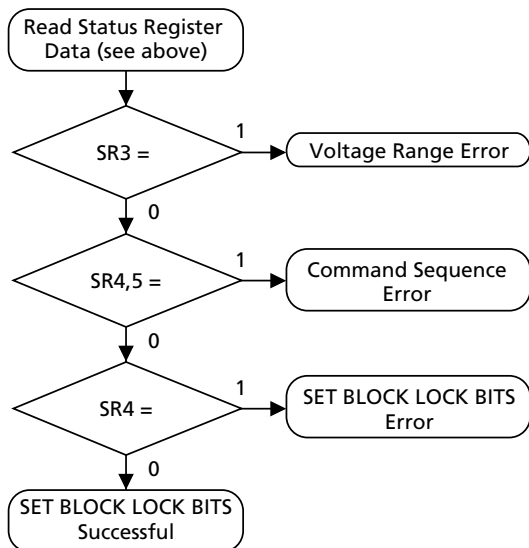 Read Status Register
Data (see above)
SR3 =
1
Voltage Range Error
0
SR4,5 =
1
Command Sequence
Error
0
SR4 =
1
SET BLOCK LOCK BITS
Error
0
SET BLOCK LOCK BITS
Successful